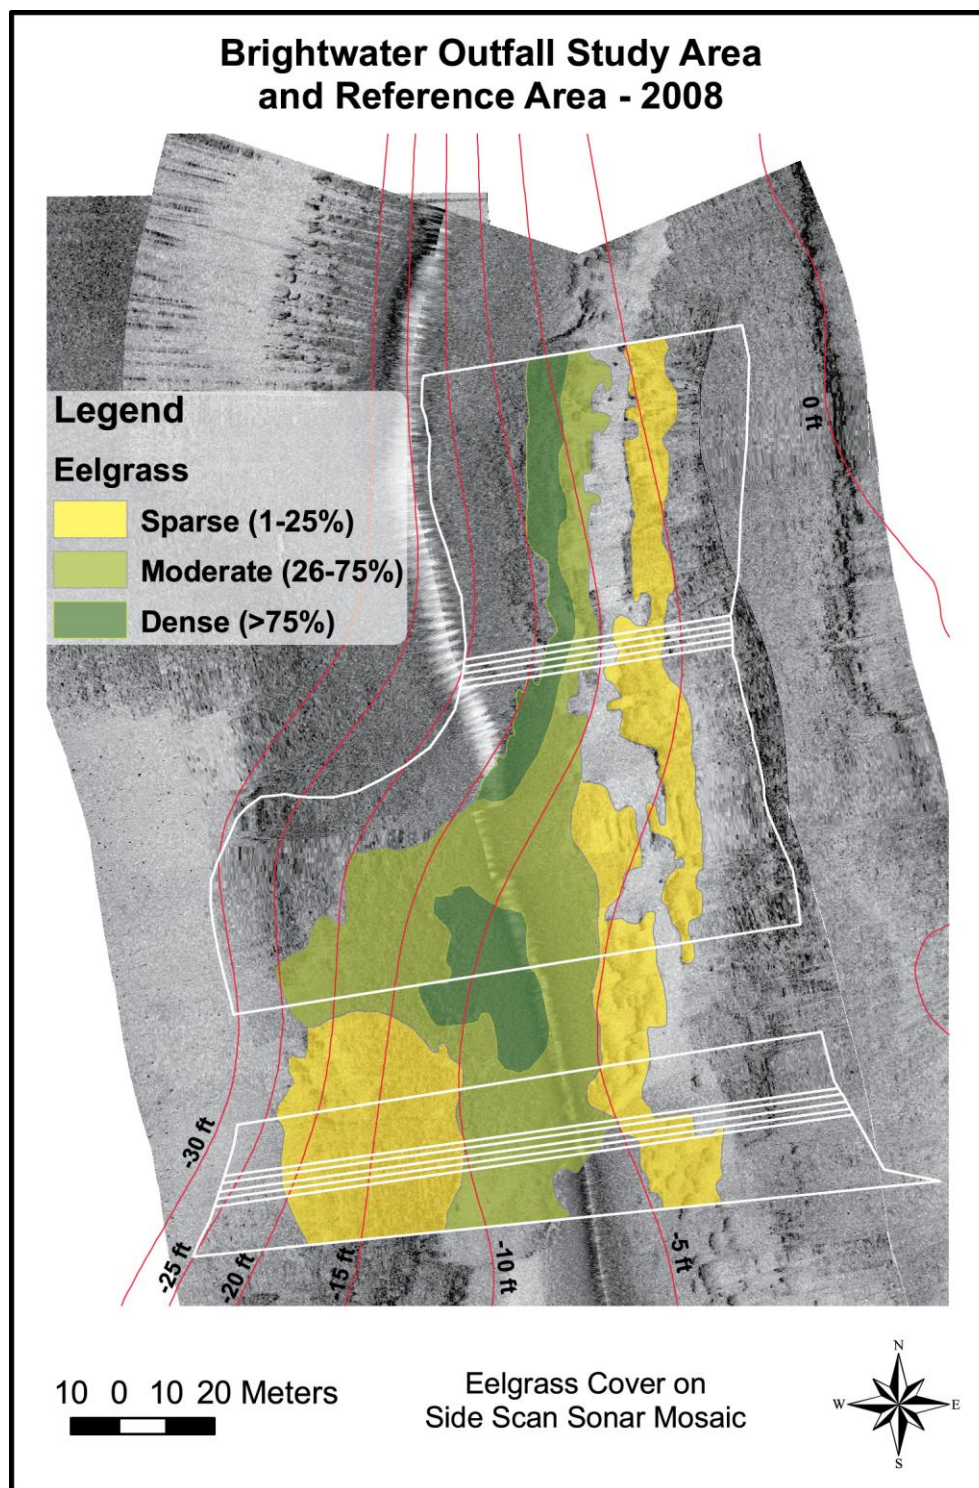 Brightwater Outfall Study Area
and Reference Area - 2008
0 ft
Legend
Eelgrass
Sparse (1-25%)
Moderate (26-75%)
Dense (>75%)
-30 ft
-25 ft
-20 ft
-15 ft
-10 ft
-5 ft
10 0 10 20 Meters
Eelgrass Cover on
Side Scan Sonar Mosaic
N
W
E
S